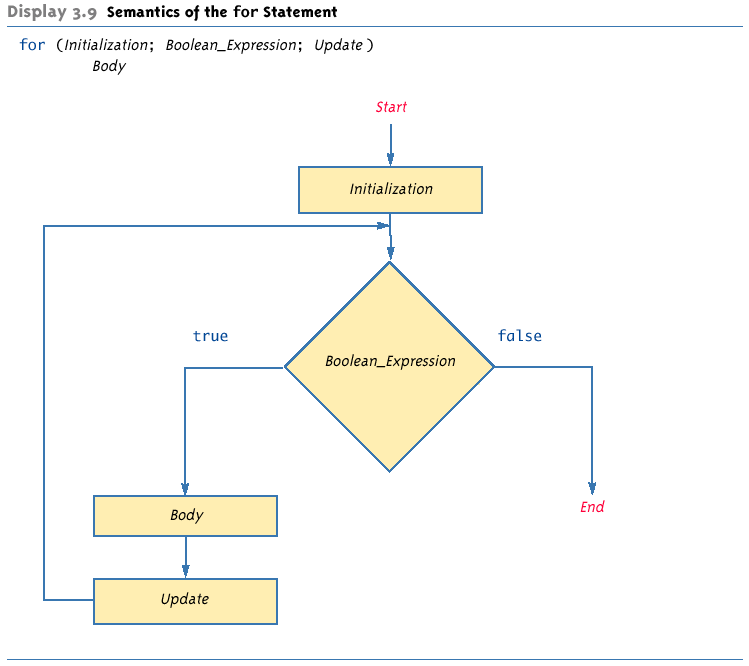 Display 3.9 Semantics of the for Statement
for (Initialization; Boolean_Expression; Update)
Body
Start
Initialization
true
false
Boolean_Expression
Body
End
Update